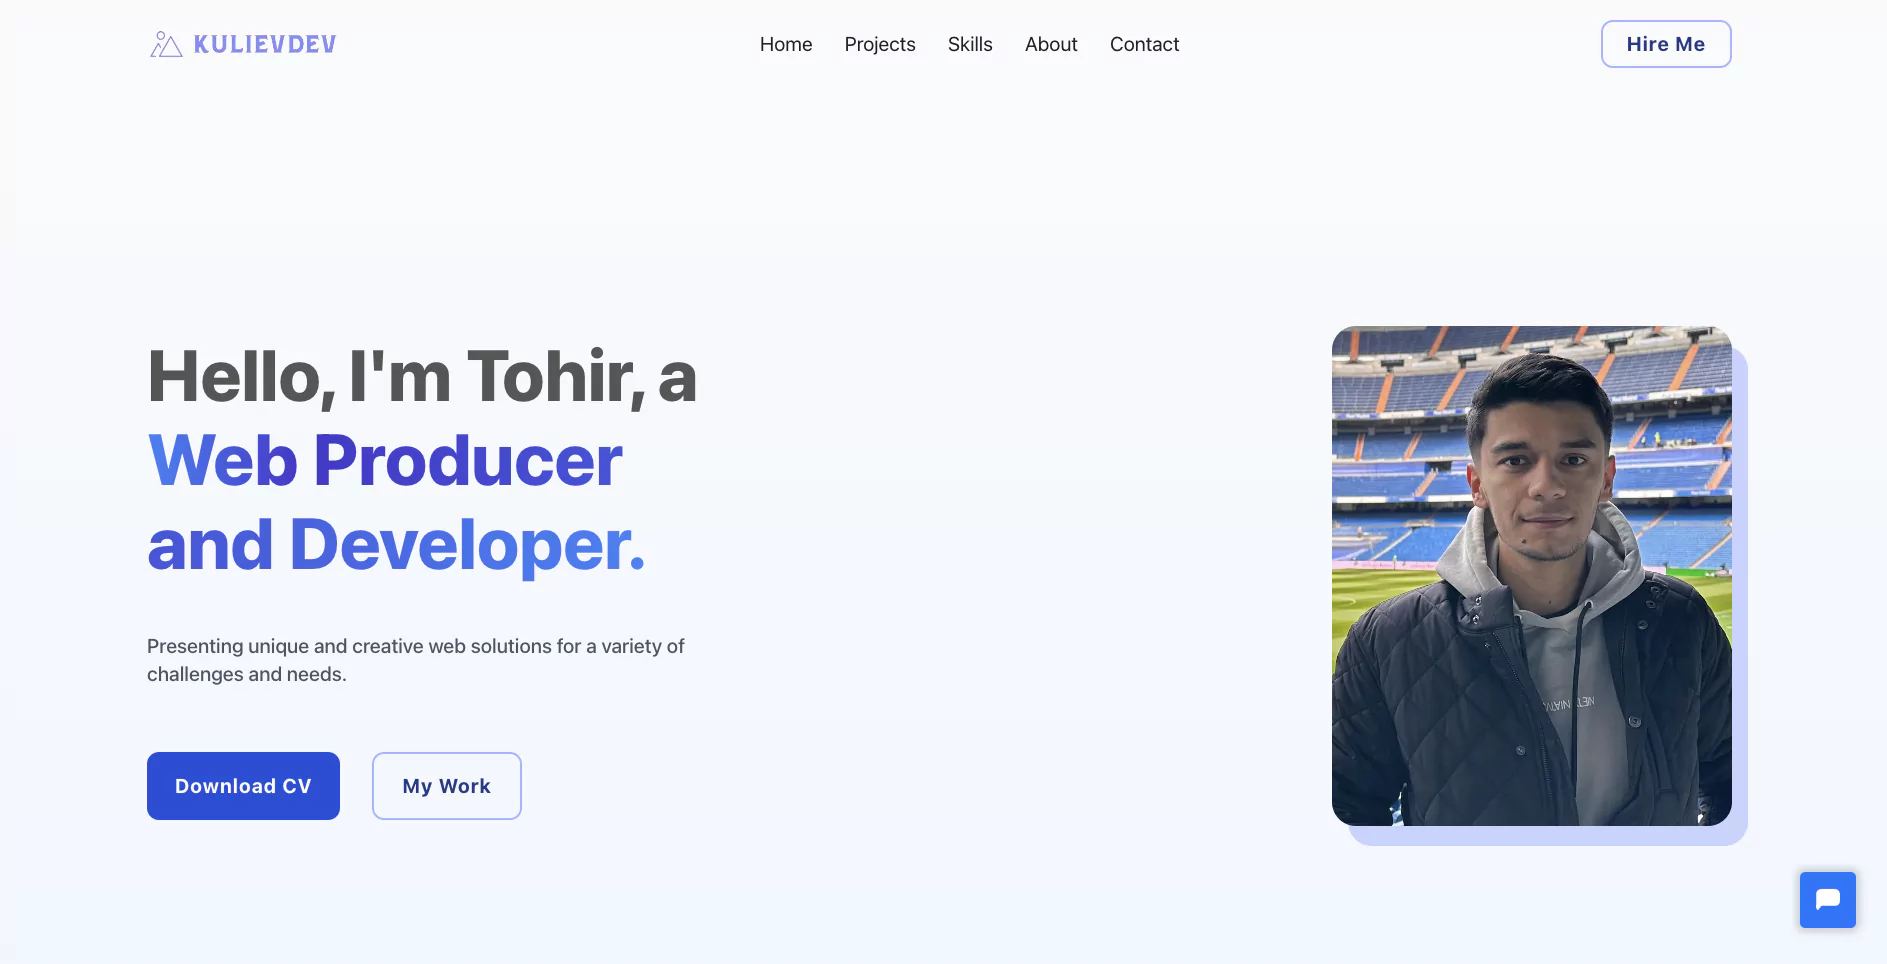 KULIEVDEV
Home Projects Skills About Contact
Hire Me
Hello, I'm Tohir, a
Web Producer
and Developer.
Presenting unique and creative web solutions for a variety of
challenges and needs.
Download CV My Work